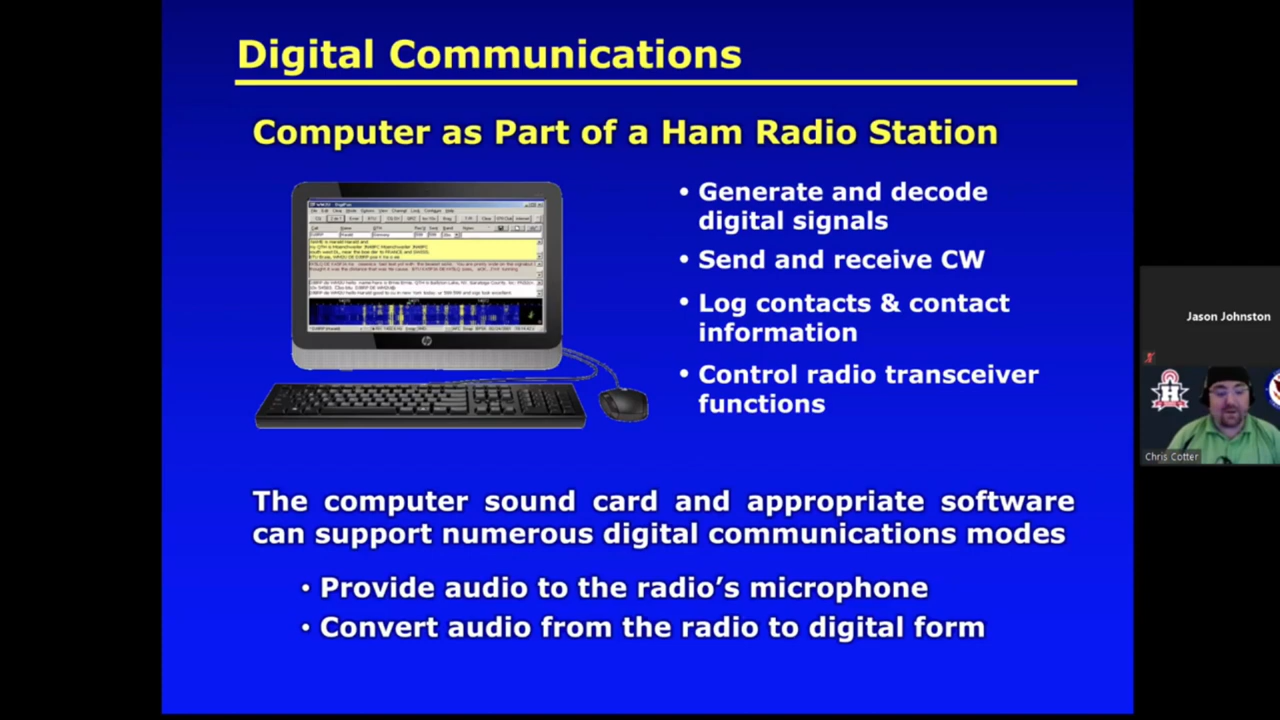 Digital Communications
Computer as Part of a Ham Radio Station
• Generate and decode
digital signals
• Send and receive CW
• Log contacts & contact
information
• Control radio transceiver
functions
The computer sound card and appropriate software
can support numerous digital communications modes
• Provide audio to the radio’s microphone
• Convert audio from the radio to digital form
Jason Johnston
H
Chris Cotter